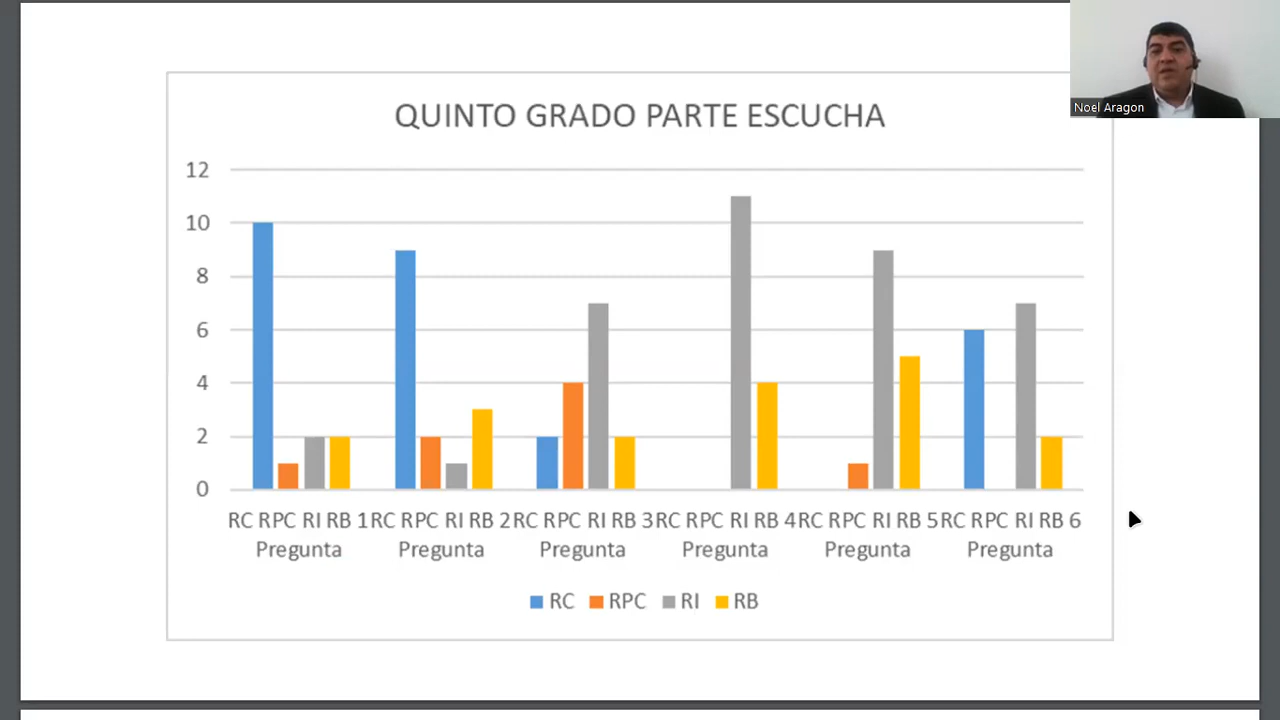 Noel Aragon
QUINTO GRADO PARTE ESCUCHA
12
10
8
6
4
2
0
RC RPC RI RB 1RC RPC RI RB 2RC RPC RI RB 3RC RPC RI RB 4RC RPC RI RB 5RC RPC RI RB 6
Pregunta Pregunta Pregunta Pregunta Pregunta Pregunta
RC RPC RI RB